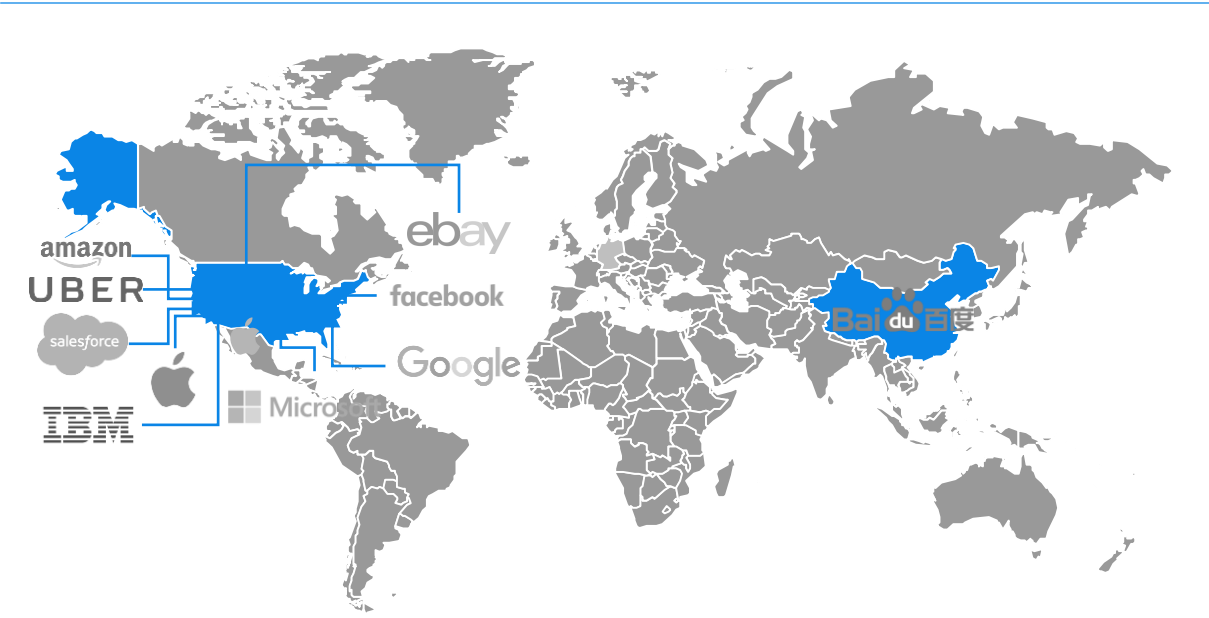 ebay
amazon
UBER
facebook
salesforce
Baidu百度
Google
Microsoft
IBM